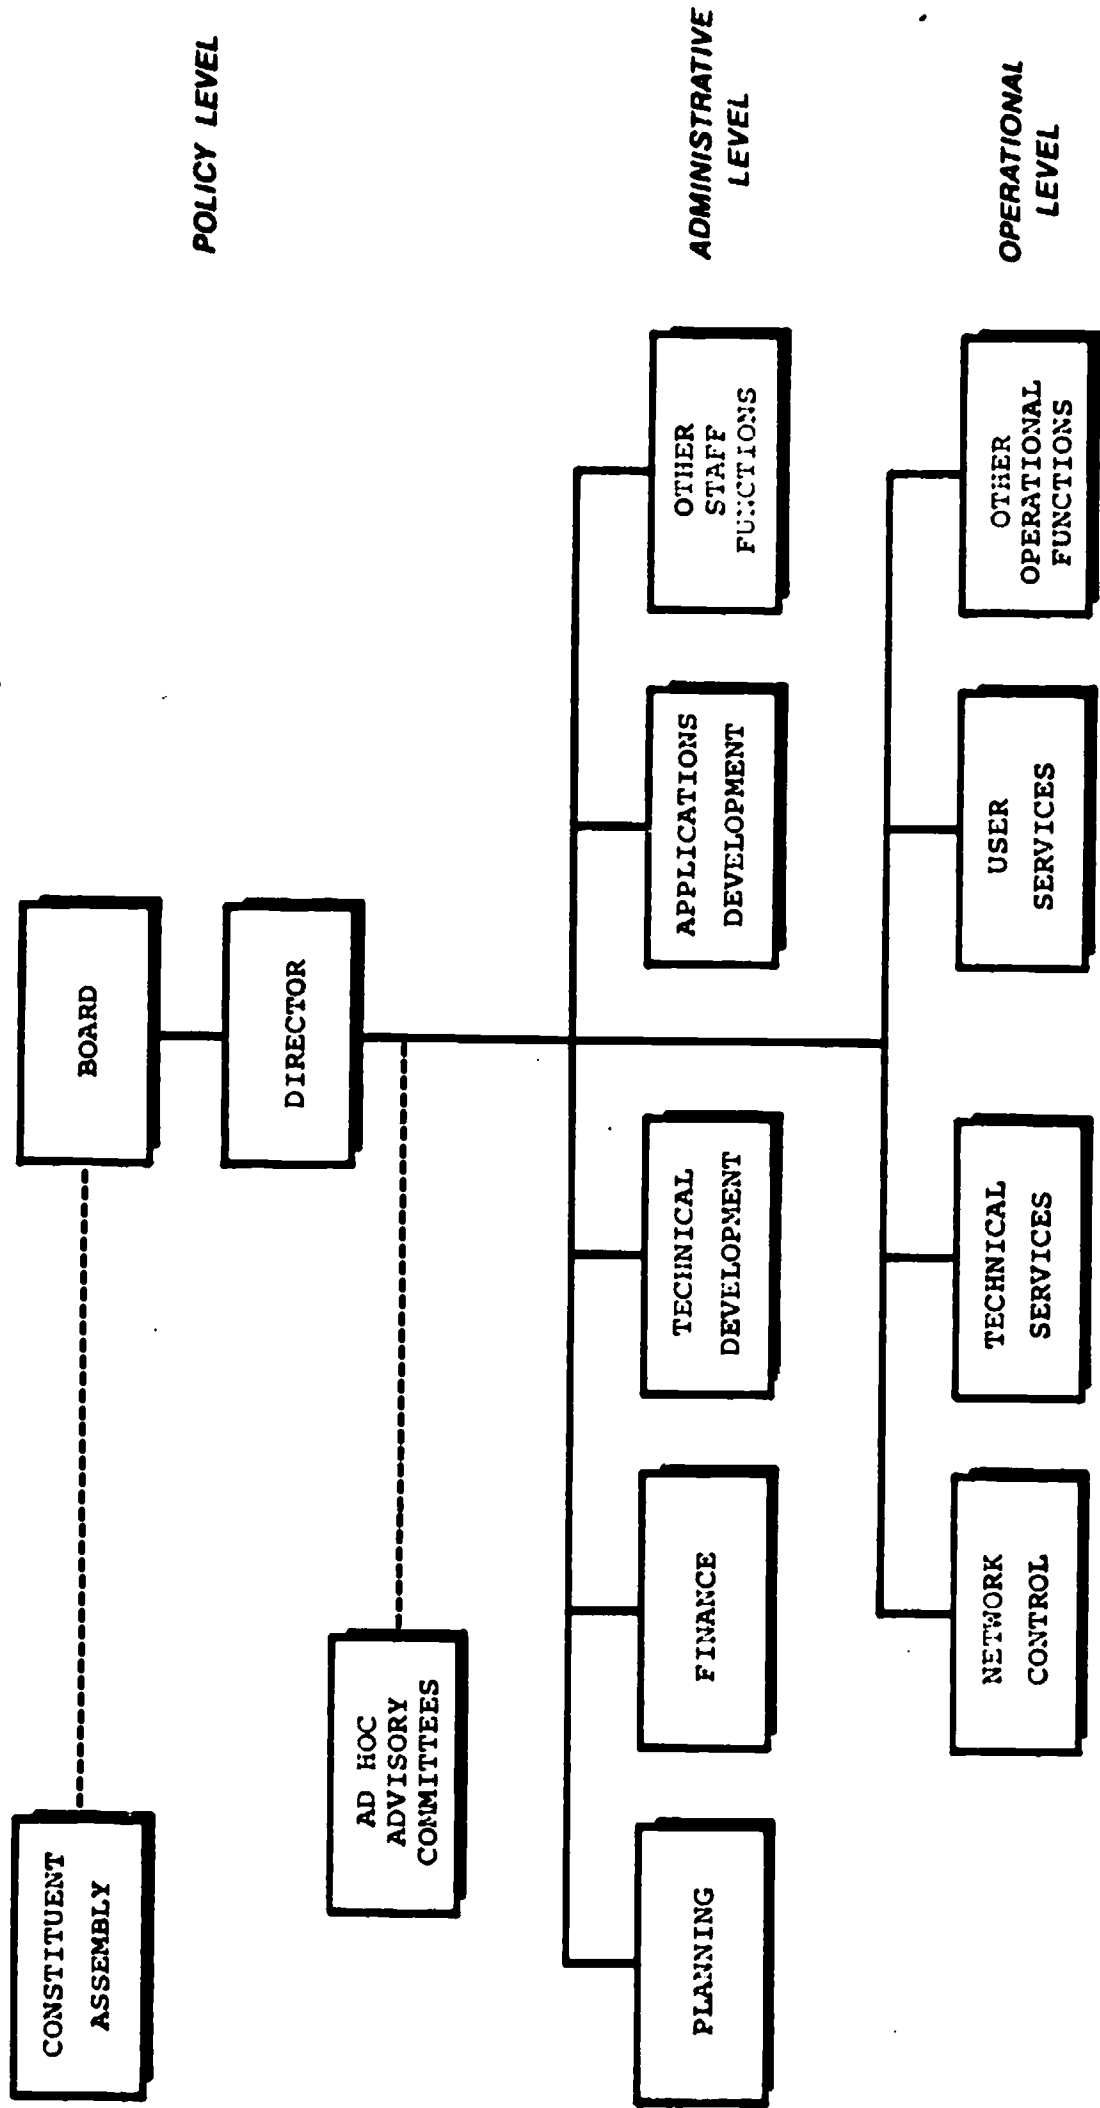 CONSTITUENT
ASSEMBLY
BOARD
POLICY LEVEL
DIRECTOR
AD HOC
ADVISORY
COMMITTEES
PLANNING
FINANCE
TECHNICAL
DEVELOPMENT
APPLICATIONS
DEVELOPMENT
OTHER
STAFF
FUNCTIONS
ADMINISTRATIVE
LEVEL
NETWORK
CONTROL
TECHNICAL
SERVICES
USER
SERVICES
OTHER
OPERATIONAL
FUNCTIONS
OPERATIONAL
LEVEL